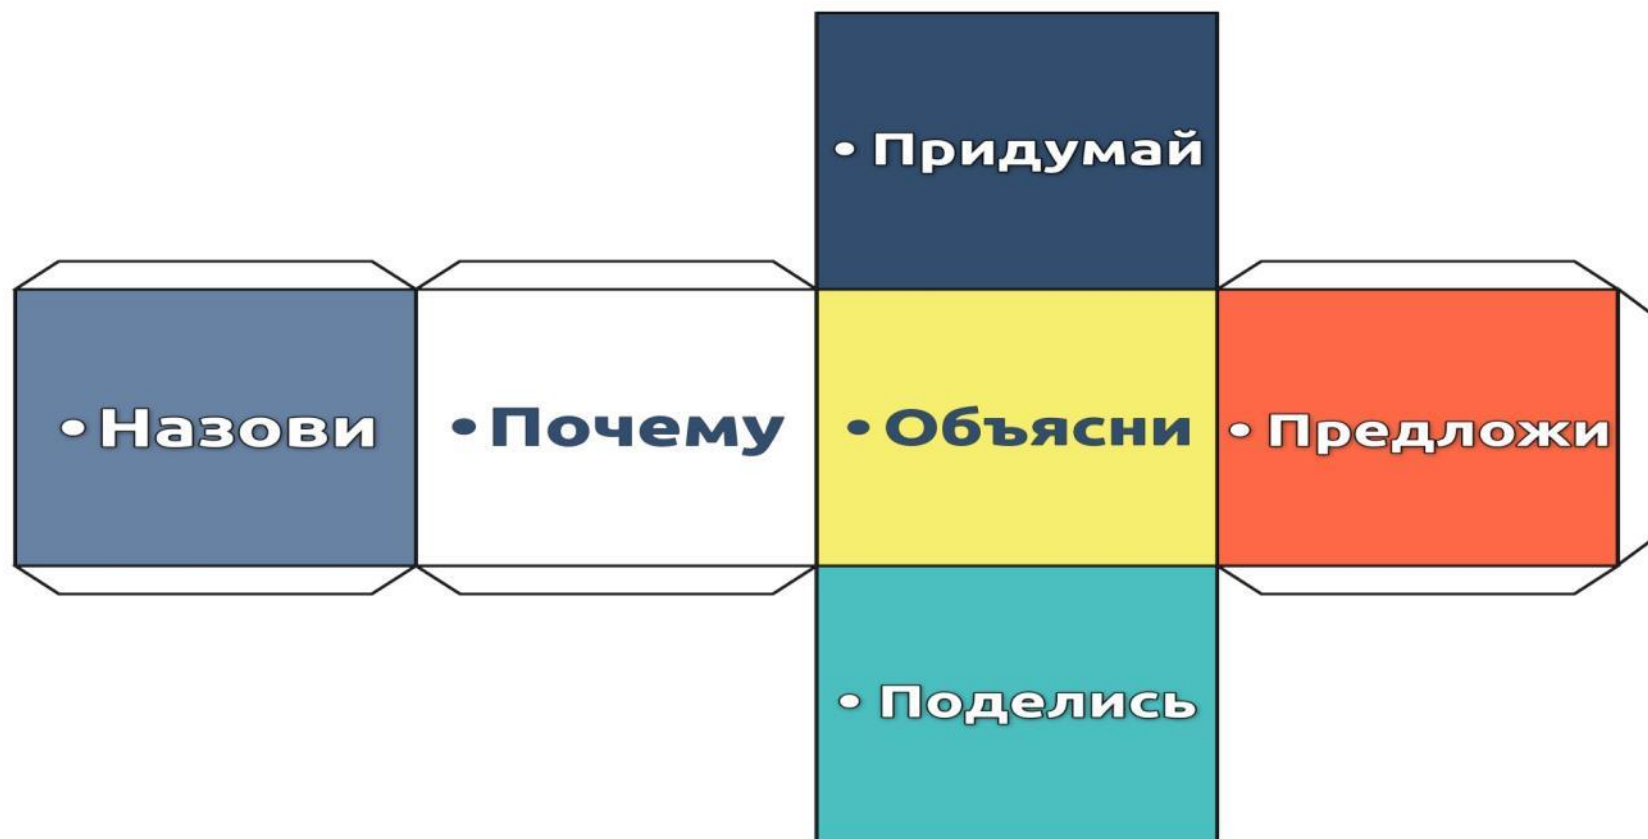 • Придумай
• Назови
• Почему
• Объясни
• Предложи
• Поделись